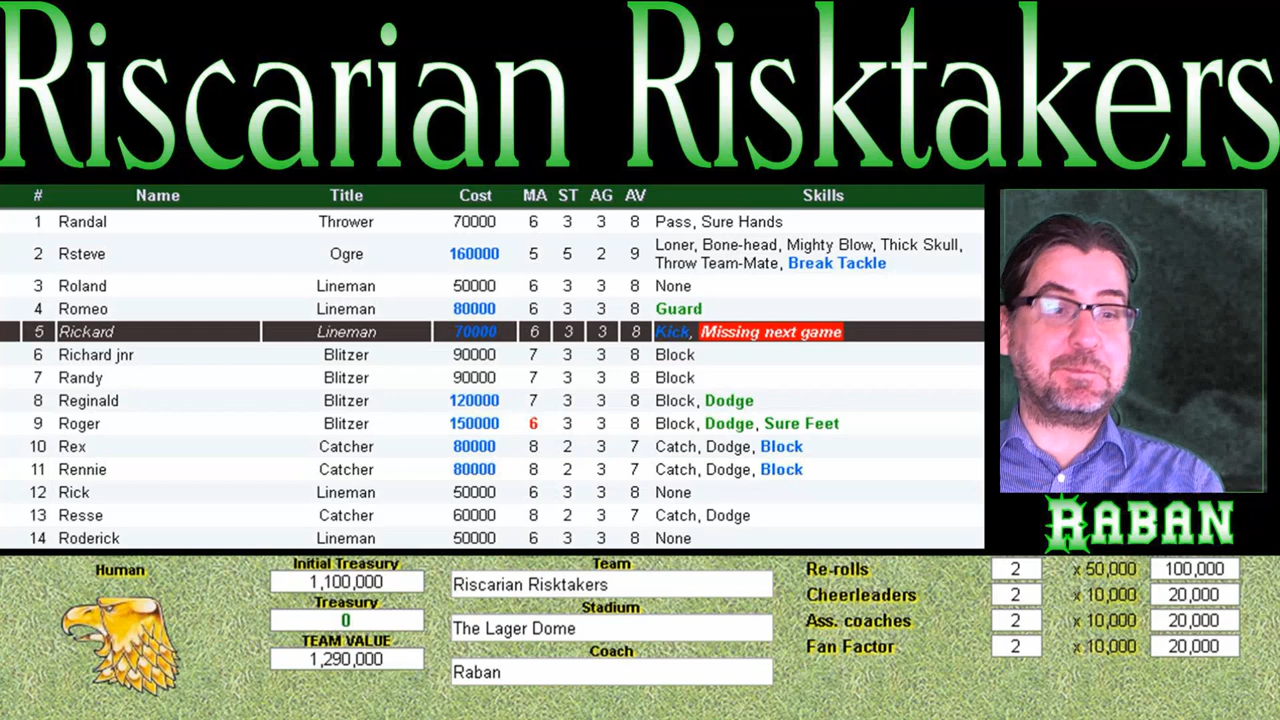 Riscarian Risktakers
# Name Title Cost MA ST AG AV Skills
1 Randal Thrower 70000 6 3 3 8 Pass, Sure Hands
2 Rsteve Ogre 160000 5 5 2 9 Loner, Bone-head, Mighty Blow, Thick Skull,
Throw Team-Mate, Break Tackle
3 Roland Lineman 50000 6 3 3 8 None
4 Romeo Lineman 80000 6 3 3 8 Guard
5 Rickard Lineman 70000 6 3 3 8 Kick, Missing next game
6 Richard jnr Blitzer 90000 7 3 3 8 Block
7 Randy Blitzer 90000 7 3 3 8 Block
8 Reginald Blitzer 120000 7 3 3 8 Block, Dodge
9 Roger Blitzer 150000 6 3 3 8 Block, Dodge, Sure Feet
10 Rex Catcher 80000 8 2 3 7 Catch, Dodge, Block
11 Rennie Catcher 80000 8 2 3 7 Catch, Dodge, Block
12 Rick Lineman 50000 6 3 3 8 None
13 Resse Catcher 60000 8 2 3 7 Catch, Dodge
14 Roderick Lineman 50000 6 3 3 8 None
RABAN
Human
Initial Treasury
1,100,000
Treasury
0
TEAM VALUE
1,290,000
Team
Riscarian Risktakers
Stadium
The Lager Dome
Coach
Raban
Re-rolls 2 x 50,000 100,000
Cheerleaders 2 x 10,000 20,000
Ass. coaches 2 x 10,000 20,000
Fan Factor 2 x 10,000 20,000